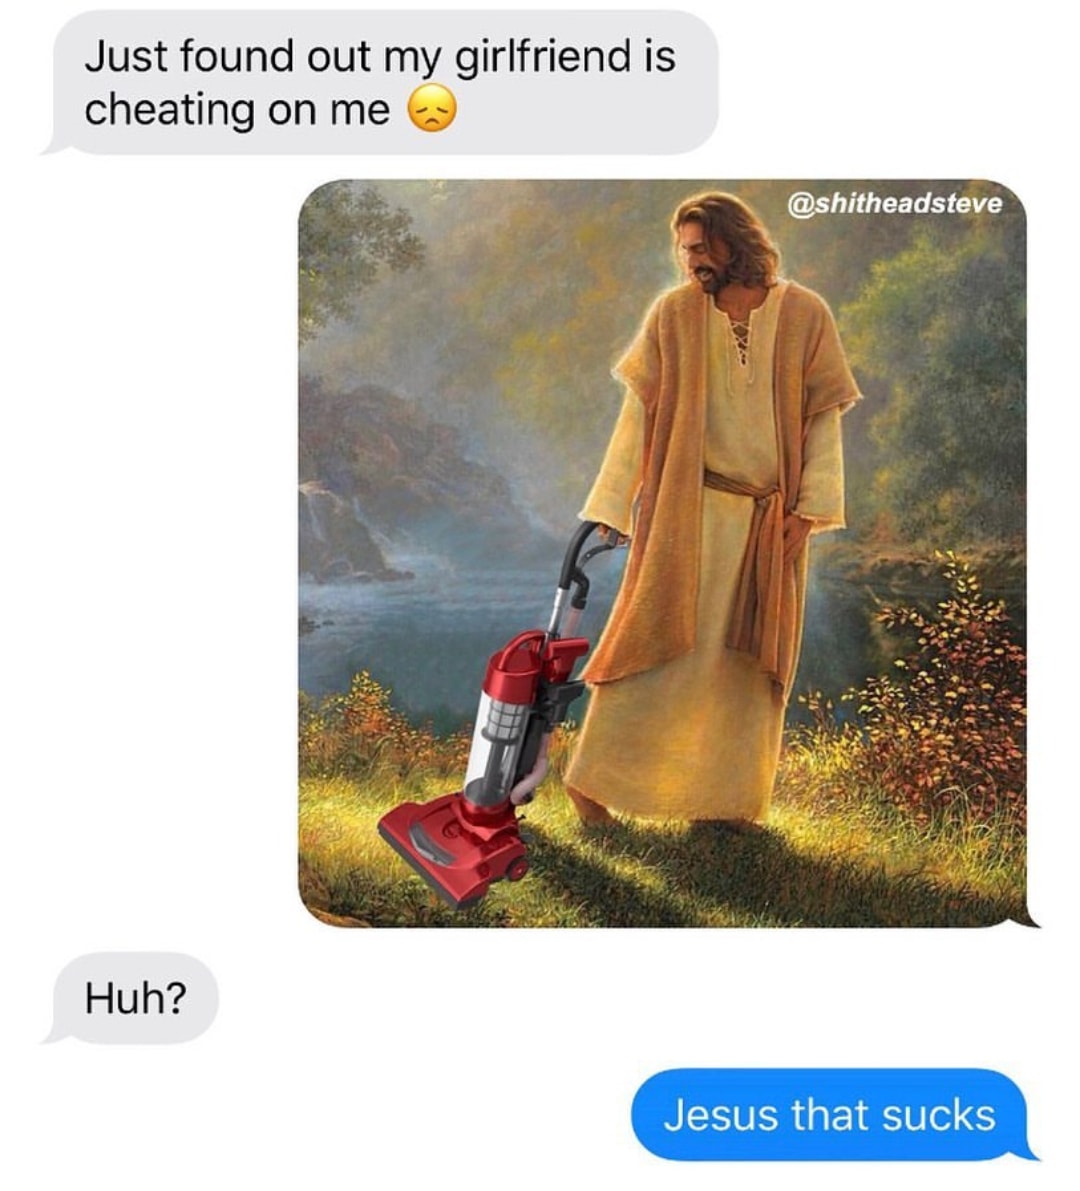 Just found out my girlfriend is
cheating on me 😞
@shitheadsteve
Huh?
Jesus that sucks